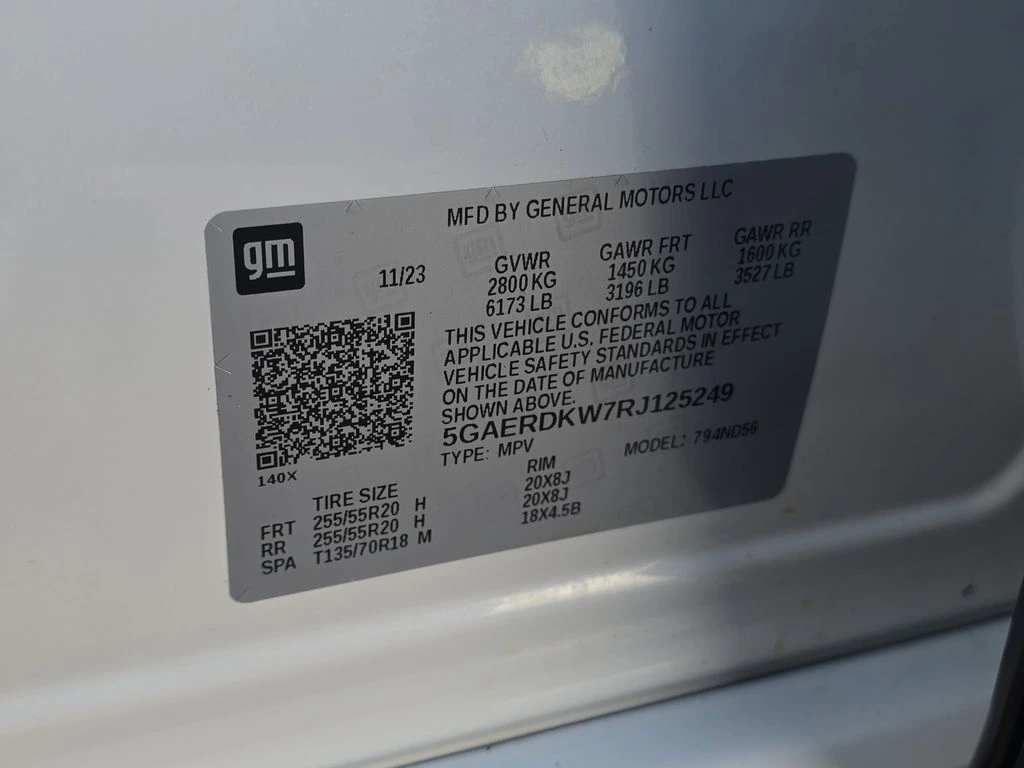 MFD BY GENERAL MOTORS LLC
gm
11/23
GVWR GAWR FRT GAWR RR
2800 KG 1450 KG 1600 KG
6173 LB 3196 LB 3527 LB
THIS VEHICLE CONFORMS TO ALL
APPLICABLE U.S. FEDERAL MOTOR
VEHICLE SAFETY STANDARDS IN EFFECT
ON THE DATE OF MANUFACTURE
SHOWN ABOVE.
5GAERDKW7RJ125249
TYPE: MPV MODEL: 794ND56
140X
TIRE SIZE RIM
FRT 255/55R20 H 20X8J
RR 255/55R20 H 20X8J
SPA T135/70R18 M 18X4.5B